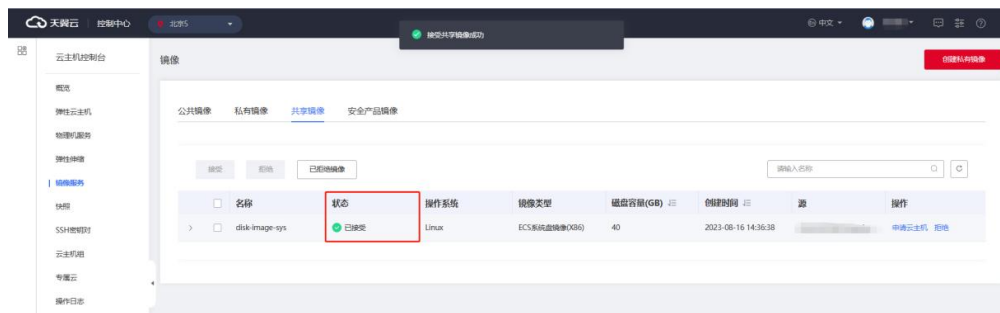 天翼云 控制中心 北京5 接受共享镜像成功 中文
云主机控制台 镜像 创建私有镜像
概览
弹性云主机 公共镜像 私有镜像 共享镜像 安全产品镜像
物理机服务
弹性伸缩 接受 拒绝 已拒绝镜像 请输入名称
镜像服务
快照 名称 状态 操作系统 镜像类型 磁盘容量(GB) 创建时间 源 操作
SSH密钥对 disk-image-sys 已接受 Linux ECS系统盘镜像(X86) 40 2023-08-16 14:36:38 申请云主机 拒绝
云主机组
专属云
操作日志